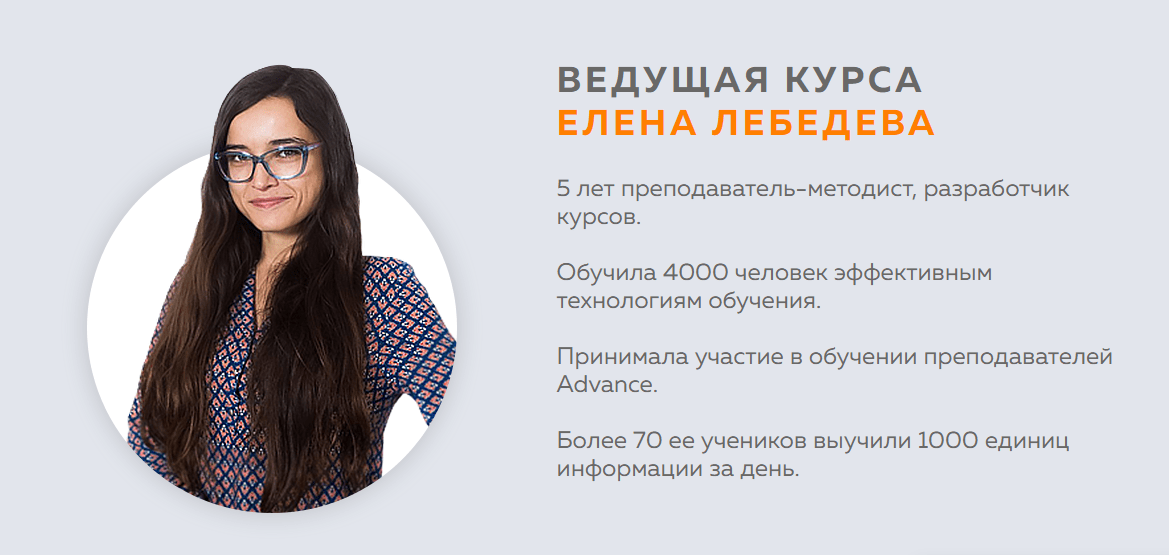 ВЕДУЩАЯ КУРСА
ЕЛЕНА ЛЕБЕДЕВА
5 лет преподаватель-методист, разработчик
курсов.
Обучила 4000 человек эффективным
технологиям обучения.
Принимала участие в обучении преподавателей
Advance.
Более 70 ее учеников выучили 1000 единиц
информации за день.